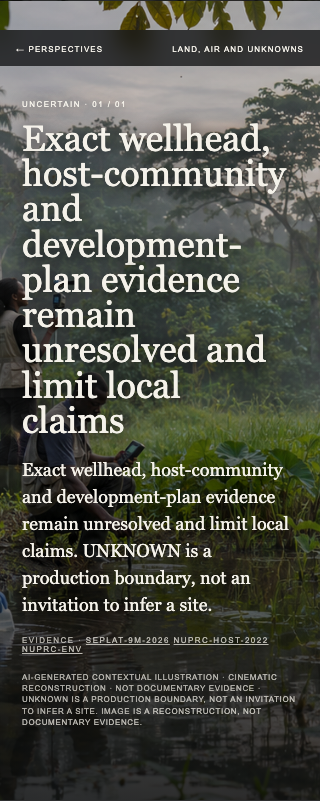 ← PERSPECTIVES
LAND, AIR AND UNKNOWNS
UNCERTAIN · 01 / 01
Exact wellhead,
host-community
and
development-
plan evidence
remain
unresolved and
limit local
claims
Exact wellhead, host-community
and development-plan evidence
remain unresolved and limit local
claims. UNKNOWN is a
production boundary, not an
invitation to infer a site.
EVIDENCE · SEPLAT-9M-2026 NUPRC-HOST-2022 ·
NUPRC-ENV
AI-GENERATED CONTEXTUAL ILLUSTRATION · CINEMATIC
RECONSTRUCTION · NOT DOCUMENTARY EVIDENCE ·
UNKNOWN IS A PRODUCTION BOUNDARY, NOT AN INVITATION
TO INFER A SITE. IMAGE IS A RECONSTRUCTION, NOT
DOCUMENTARY EVIDENCE.